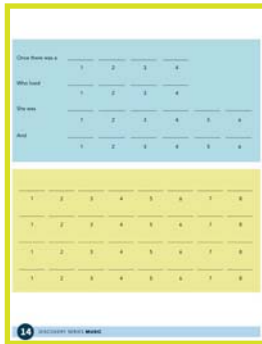 Once there was a
1 2 3 4
Who lived
1 2 3 4
She was
1 2 3 4 5 6
And
1 2 3 4 5 6
1 2 3 4 5 6 7 8
1 2 3 4 5 6 7 8
1 2 3 4 5 6 7 8
1 2 3 4 5 6 7 8
14 DISCOVERY SERIES MUSIC